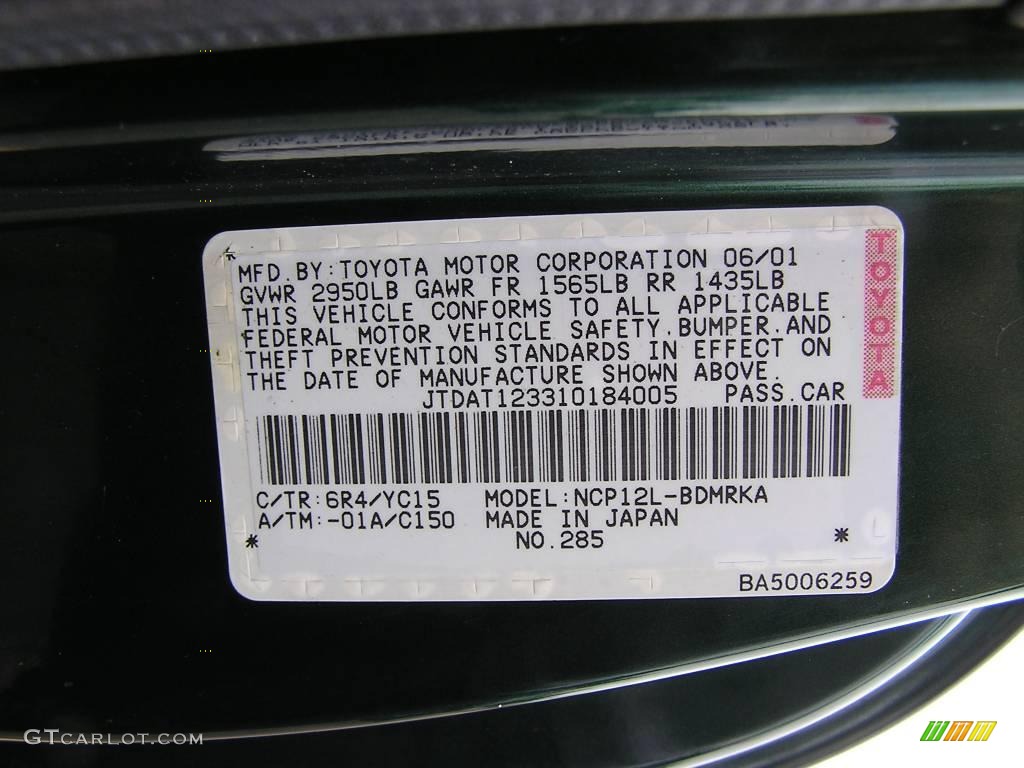 MFD.BY:TOYOTA MOTOR CORPORATION 06/01
GVWR 2950LB GAWR FR 1565LB RR 1435LB
THIS VEHICLE CONFORMS TO ALL APPLICABLE
FEDERAL MOTOR VEHICLE SAFETY,BUMPER,AND
THEFT PREVENTION STANDARDS IN EFFECT ON
THE DATE OF MANUFACTURE SHOWN ABOVE.
JTDAT123310184005 PASS.CAR
TOYOTA
C/TR:6R4/YC15 MODEL:NCP12L-BDMRKA
A/TM:-01A/C150 MADE IN JAPAN
* NO.285 *
BA5006259
GTCARLOT.COM